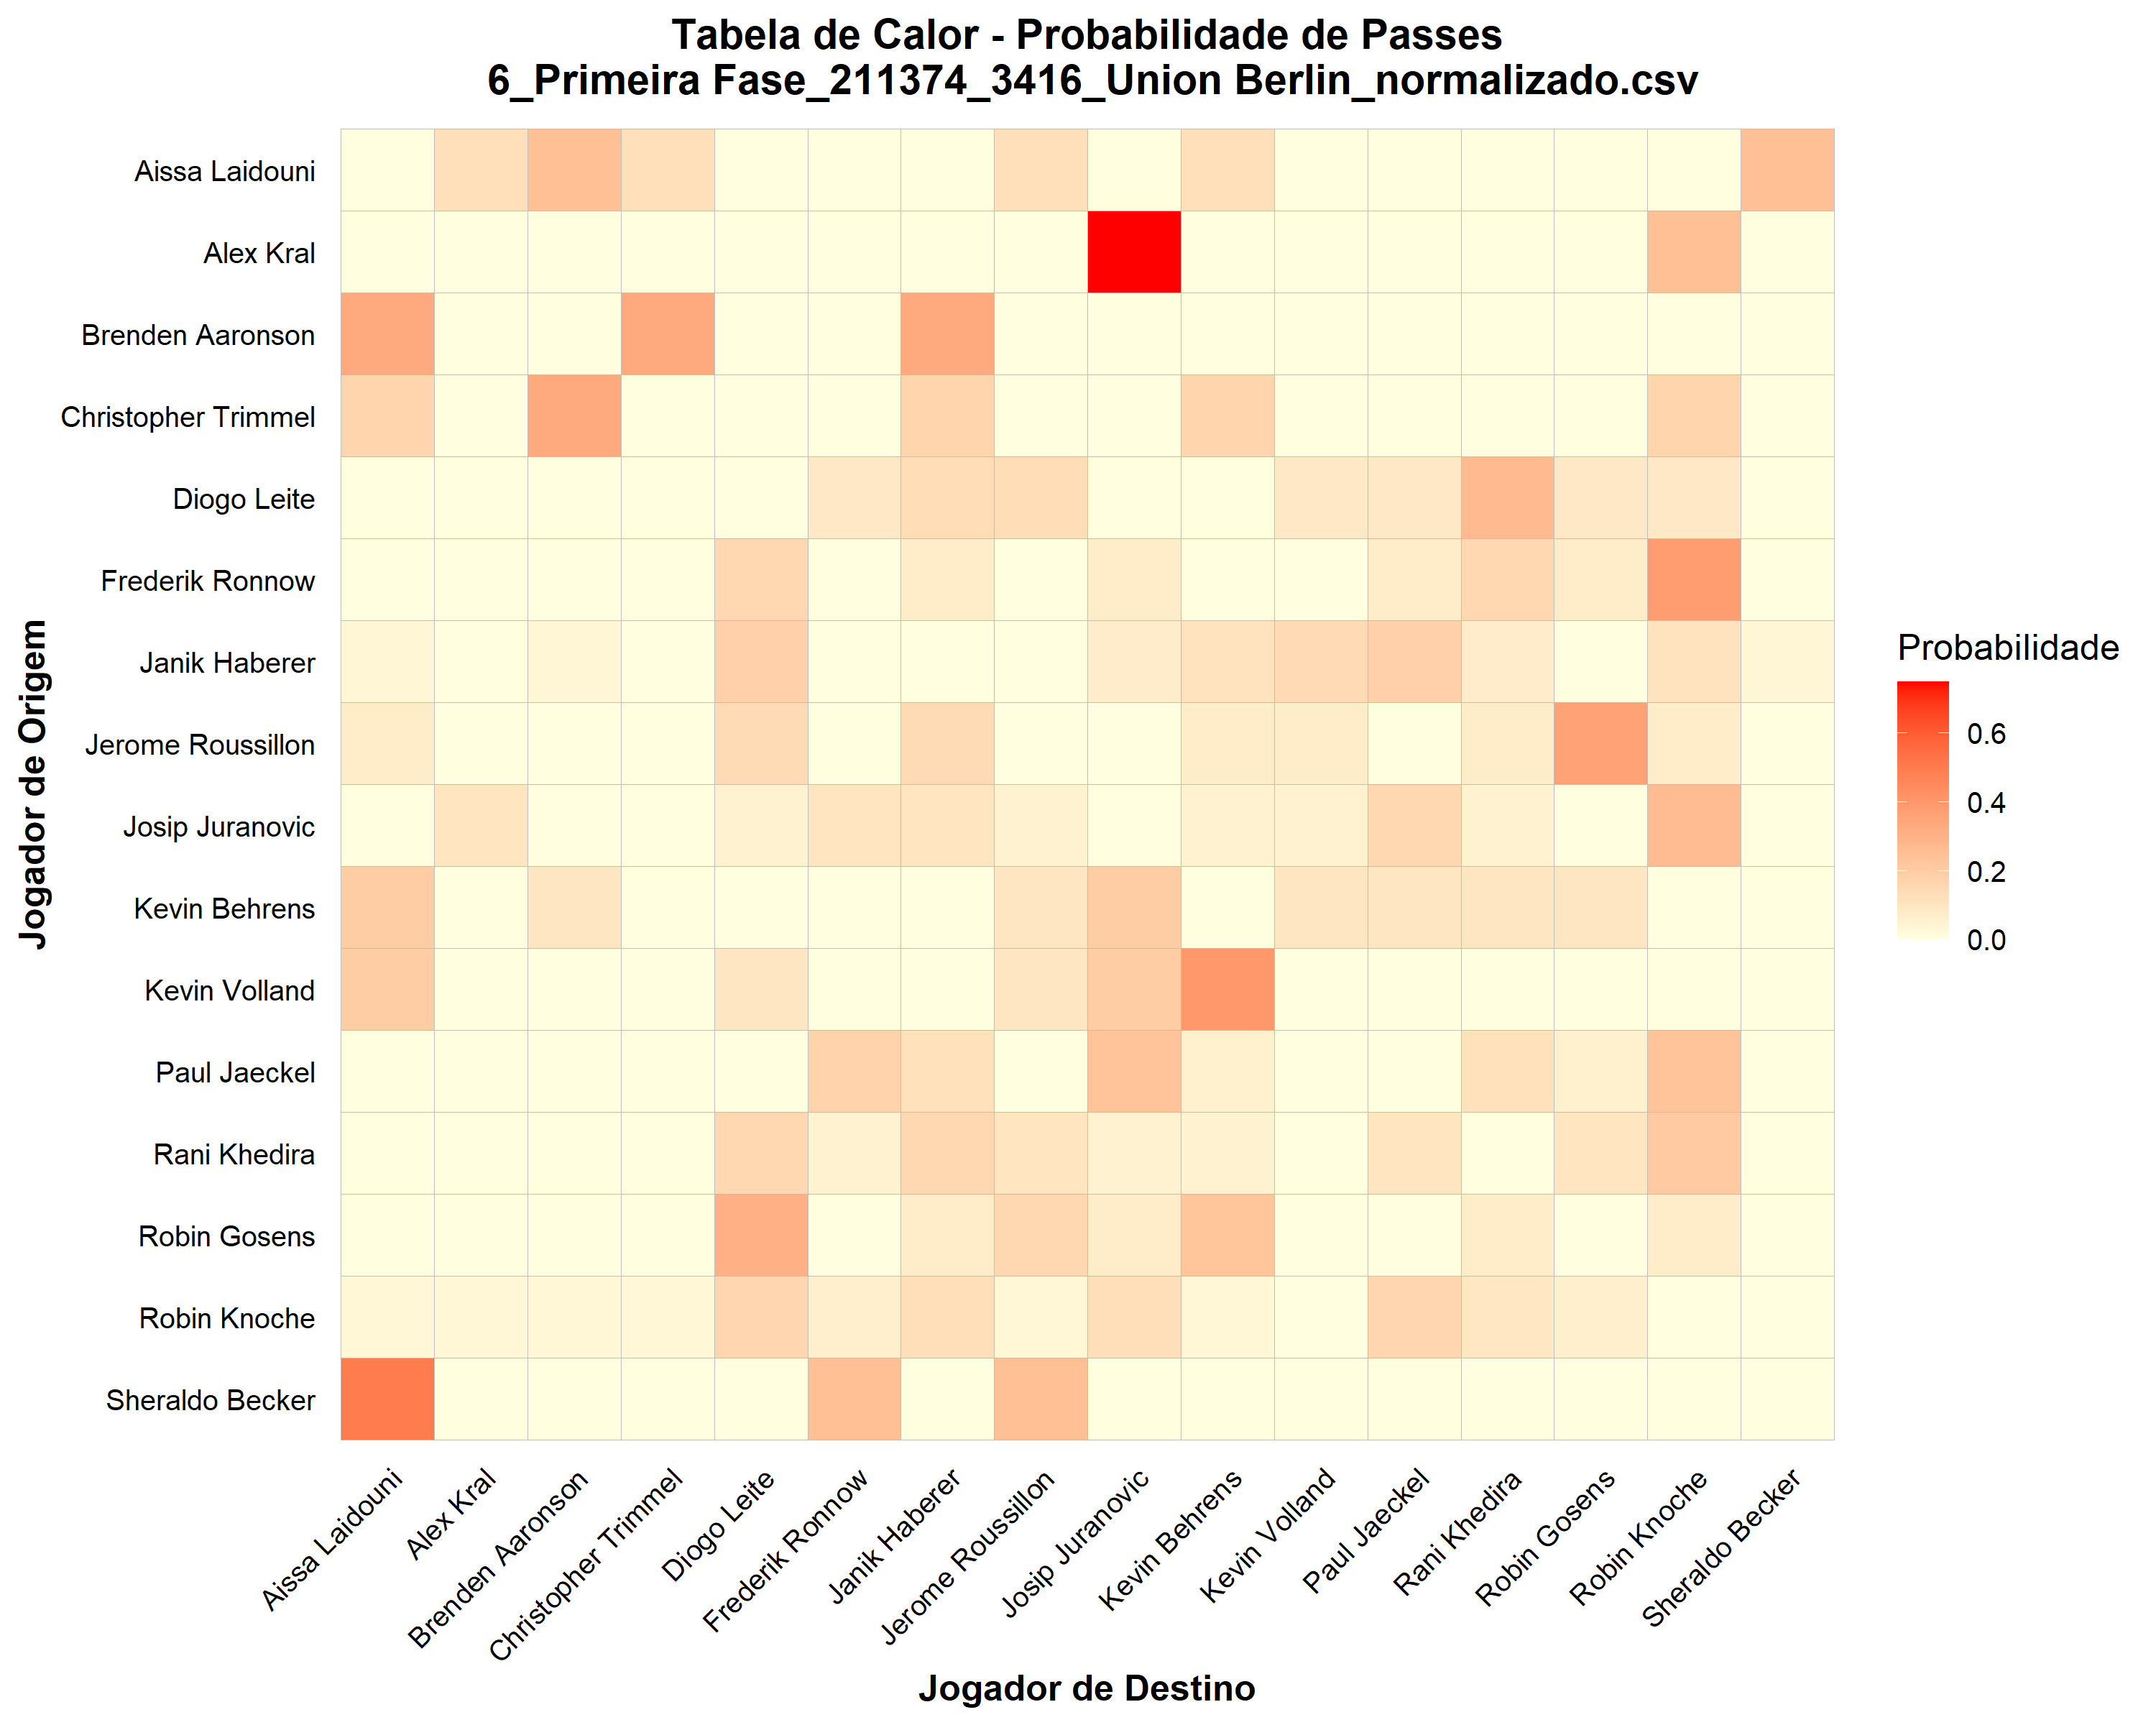 Tabela de Calor - Probabilidade de Passes
6_Primeira Fase_211374_3416_Union Berlin_normalizado.csv
Jogador de Origem
Aissa Laidouni
Alex Kral
Brenden Aaronson
Christopher Trimmel
Diogo Leite
Frederik Ronnow
Janik Haberer
Jerome Roussillon
Josip Juranovic
Kevin Behrens
Kevin Volland
Paul Jaeckel
Rani Khedira
Robin Gosens
Robin Knoche
Sheraldo Becker
Aissa Laidouni
Alex Kral
Brenden Aaronson
Christopher Trimmel
Diogo Leite
Frederik Ronnow
Janik Haberer
Jerome Roussillon
Josip Juranovic
Kevin Behrens
Kevin Volland
Paul Jaeckel
Rani Khedira
Robin Gosens
Robin Knoche
Sheraldo Becker
Jogador de Destino
Probabilidade
0.6
0.4
0.2
0.0